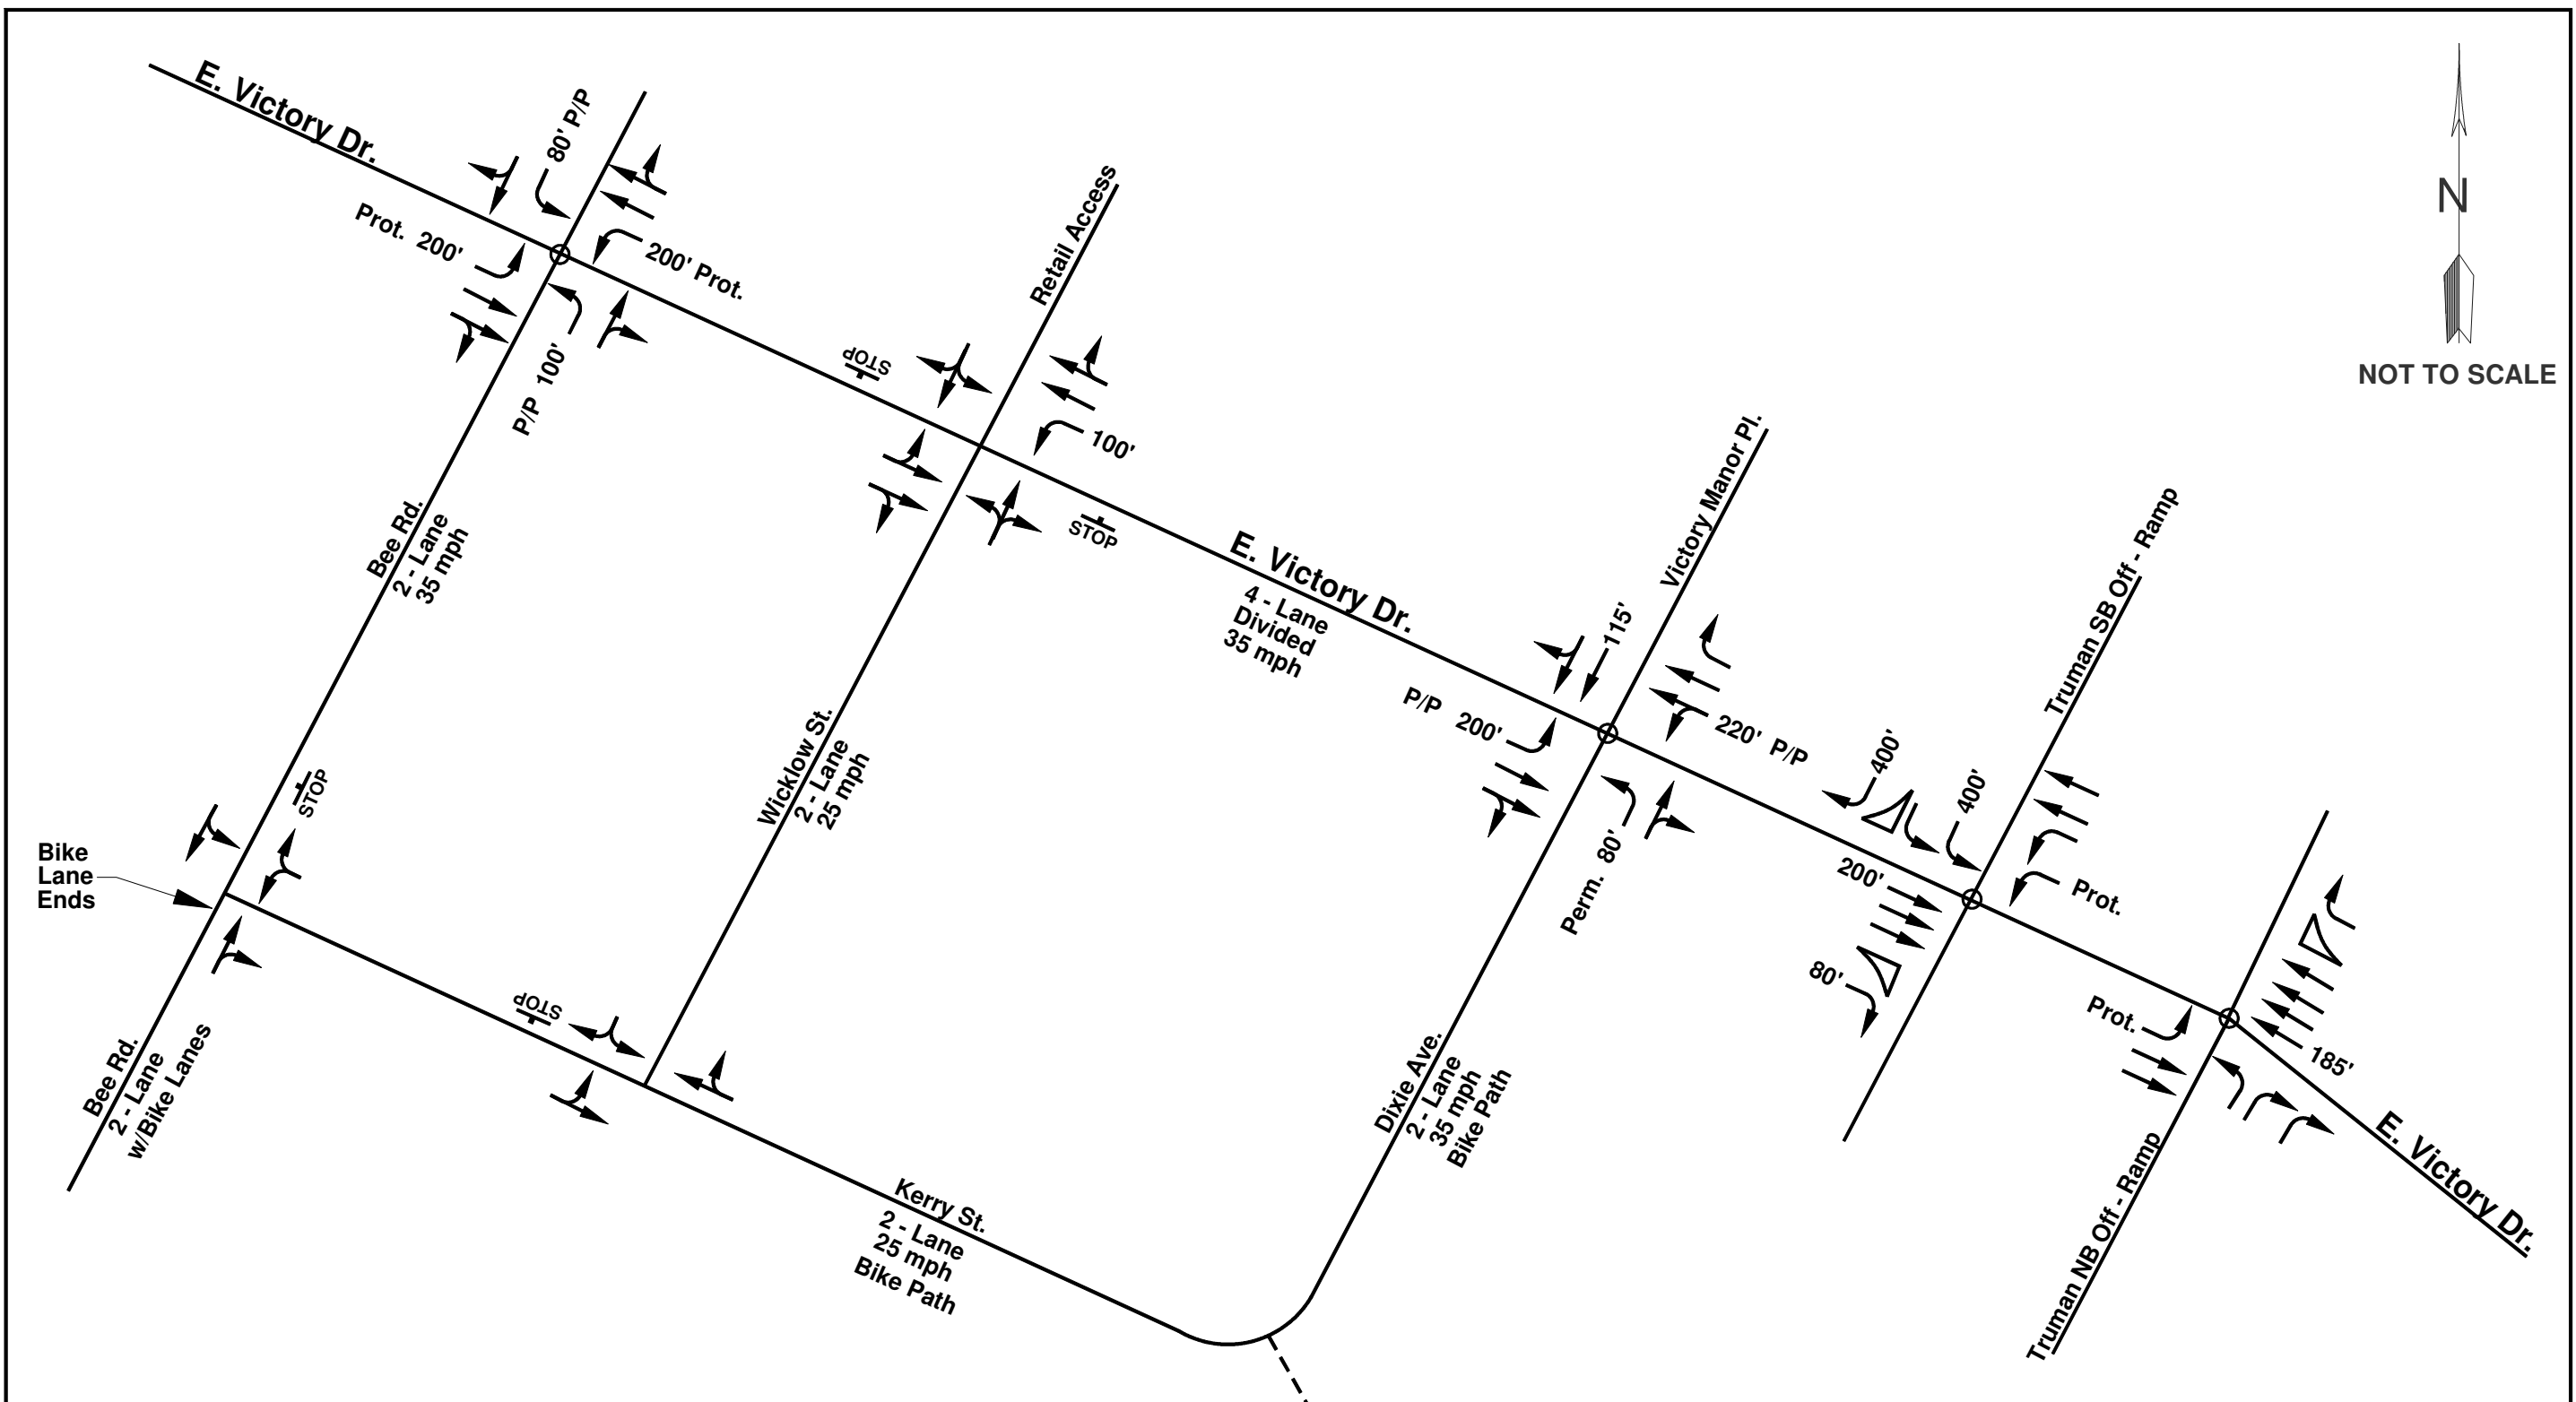 E. Victory Dr.
80' P/P
Prot. 200'
200' Prot.
P/P 100'
STOP
Retail Access
100'
STOP
N
NOT TO SCALE
Bee Rd.
2 - Lane
35 mph
E. Victory Dr.
4 - Lane
Divided
35 mph
Victory Manor Pl.
115'
P/P 200'
220' P/P
Perm. 80'
Truman SB Off - Ramp
400'
400'
200'
80'
Prot.
Wicklow St.
2 - Lane
25 mph
STOP
Bike
Lane
Ends
STOP
Bee Rd.
2 - Lane
w/Bike Lanes
Kerry St.
2 - Lane
25 mph
Bike Path
Dixie Ave.
2 - Lane
35 mph
Bike Path
Prot.
185'
Truman NB Off - Ramp
E. Victory Dr.